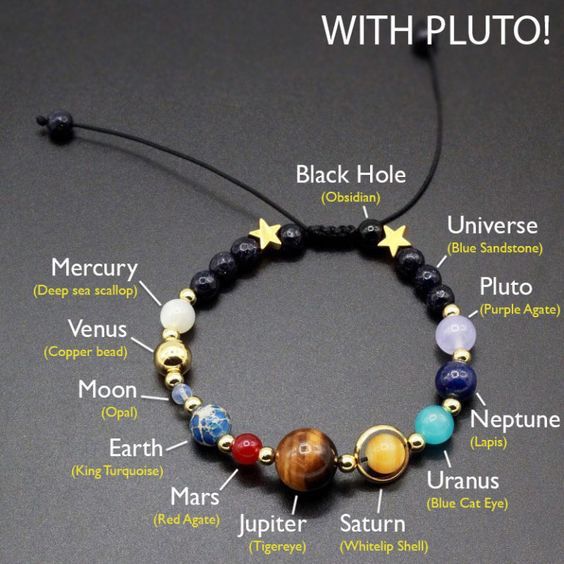 WITH PLUTO!
Black Hole
(Obsidian)
Universe
(Blue Sandstone)
Mercury
(Deep sea scallop)
Pluto
(Purple Agate)
Venus
(Copper bead)
Moon
(Opal)
Neptune
(Lapis)
Earth
(King Turquoise)
Uranus
(Blue Cat Eye)
Mars
(Red Agate)
Jupiter
(Tigereye)
Saturn
(Whitelip Shell)